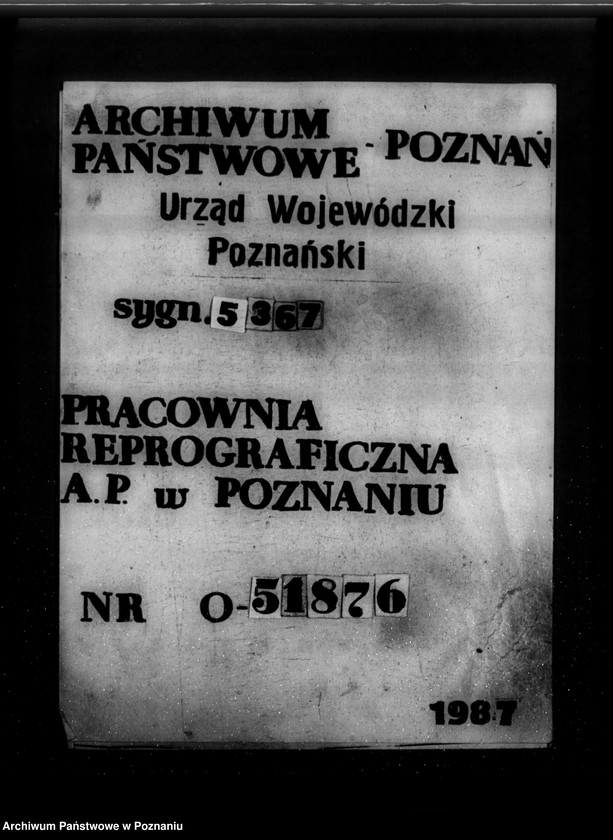 ARCHIWUM
PAŃSTWOWE - POZNAŃ
Urząd Wojewódzki
Poznański
sygn. 5367
PRACOWNIA
REPROGRAFICZNA
A.P. w POZNANIU
NR O-51876
1987
Archiwum Państwowe w Poznaniu